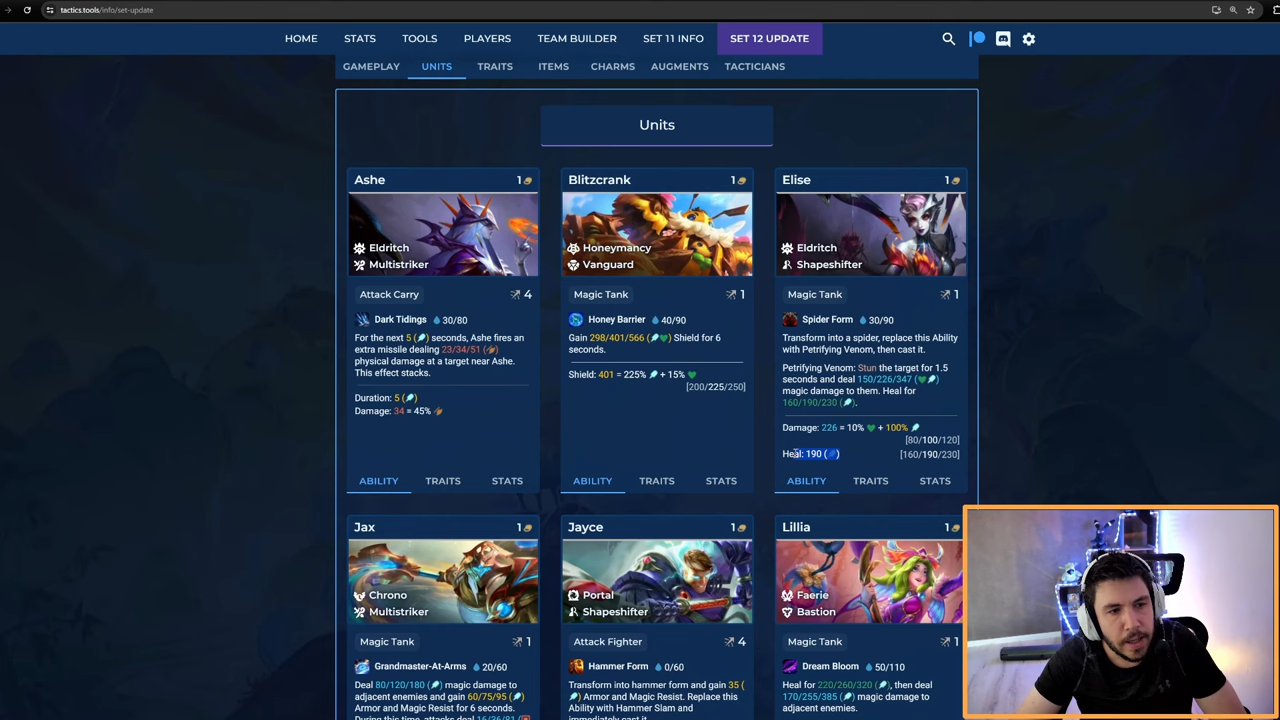 tactics.tools/info/set-update
HOME STATS TOOLS PLAYERS TEAM BUILDER SET 11 INFO SET 12 UPDATE
GAMEPLAY UNITS TRAITS ITEMS CHARMS AUGMENTS TACTICIANS
Units
Ashe 1
Eldritch
Multistriker
Attack Carry 4
Dark Tidings 30/80
For the next 5 ( ) seconds, Ashe fires an
extra missile dealing 23/34/51 ( )
physical damage at a target near Ashe.
This effect stacks.
Duration: 5 ( )
Damage: 34 = 45%
ABILITY TRAITS STATS
Blitzcrank 1
Honeymancy
Vanguard
Magic Tank 1
Honey Barrier 40/90
Gain 298/401/566 ( ) Shield for 6
seconds.
Shield: 401 = 225% + 15%
[200/225/250]
ABILITY TRAITS STATS
Elise 1
Eldritch
Shapeshifter
Magic Tank 1
Spider Form 30/90
Transform into a spider, replace this Ability
with Petrifying Venom, then cast it.
Petrifying Venom: Stun the target for 1.5
seconds and deal 150/226/347 ( )
magic damage to them. Heal for
160/190/230 ( ).
Damage: 226 = 10% + 100%
[80/100/120]
Heal: 190 ( ) [160/190/230]
ABILITY TRAITS STATS
Jax 1
Chrono
Multistriker
Magic Tank 1
Grandmaster-At-Arms 20/60
Deal 80/120/180 ( ) magic damage to
adjacent enemies and gain 60/75/95 ( )
Armor and Magic Resist for 6 seconds.
During this time, attacks deal 16/36/81
Jayce 1
Portal
Shapeshifter
Attack Fighter 4
Hammer Form 0/60
Transform into hammer form and gain 35 (
) Armor and Magic Resist. Replace this
Ability with Hammer Slam and
immediately cast it.
Lillia 1
Faerie
Bastion
Magic Tank 1
Dream Bloom 50/110
Heal for 220/260/320 ( ), then deal
170/255/385 ( ) magic damage to
adjacent enemies.